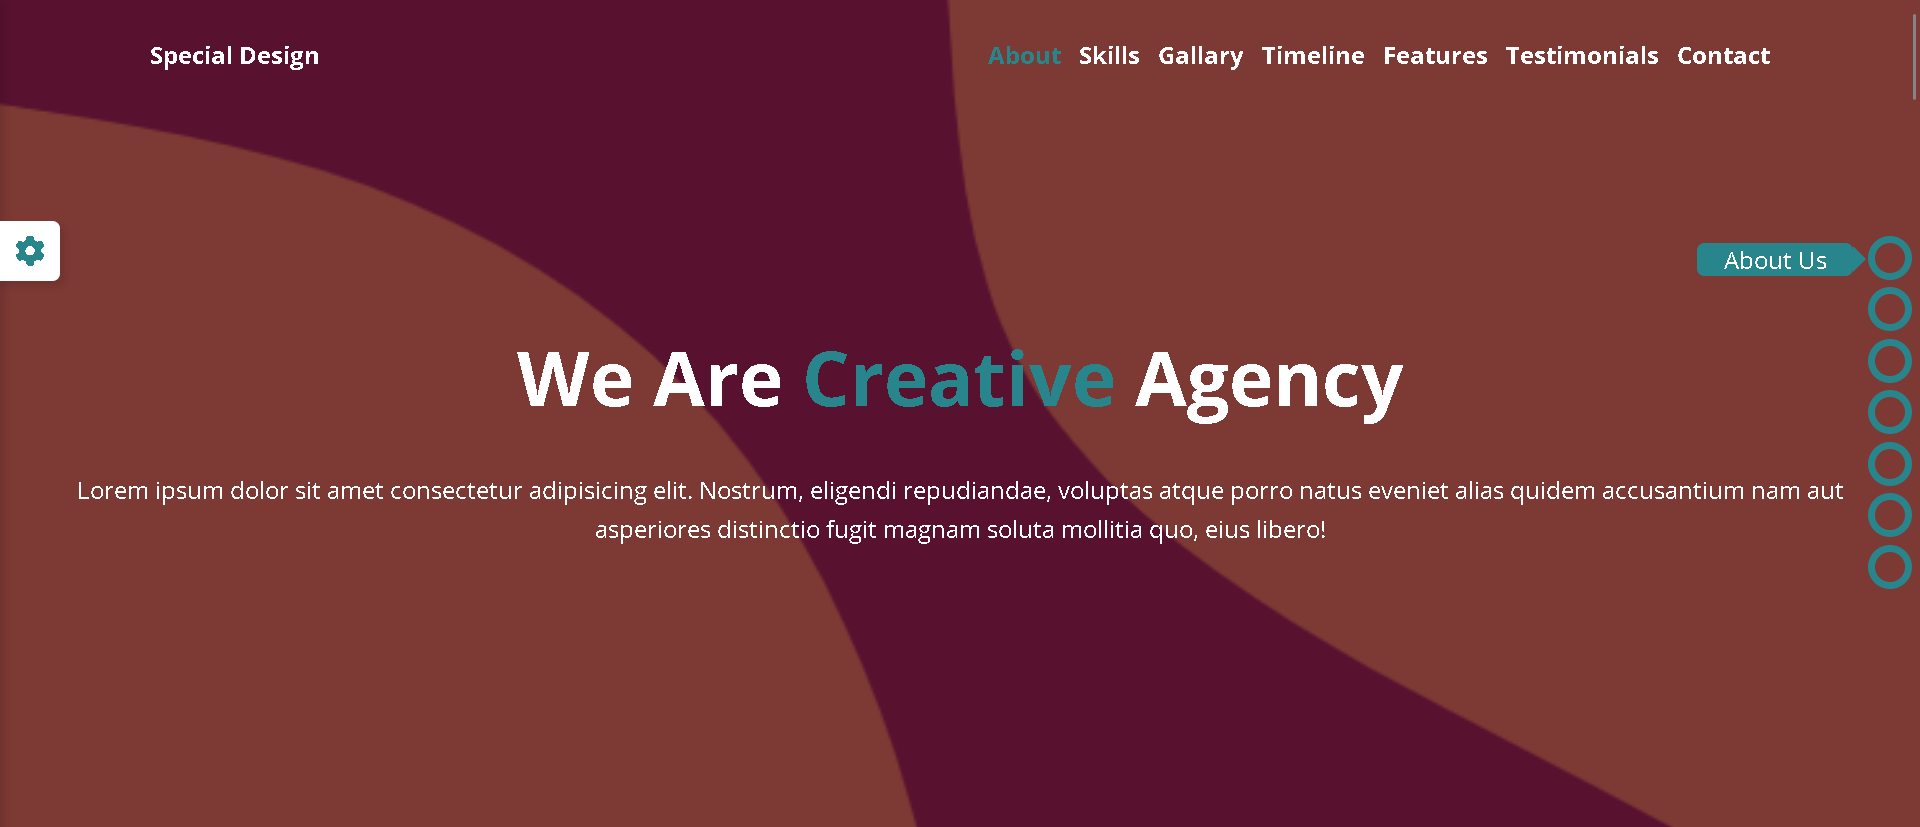 Special Design
About Skills Gallary Timeline Features Testimonials Contact
About Us
We Are Creative Agency
Lorem ipsum dolor sit amet consectetur adipisicing elit. Nostrum, eligendi repudiandae, voluptas atque porro natus eveniet alias quidem accusantium nam aut
asperiores distinctio fugit magnam soluta mollitia quo, eius libero!